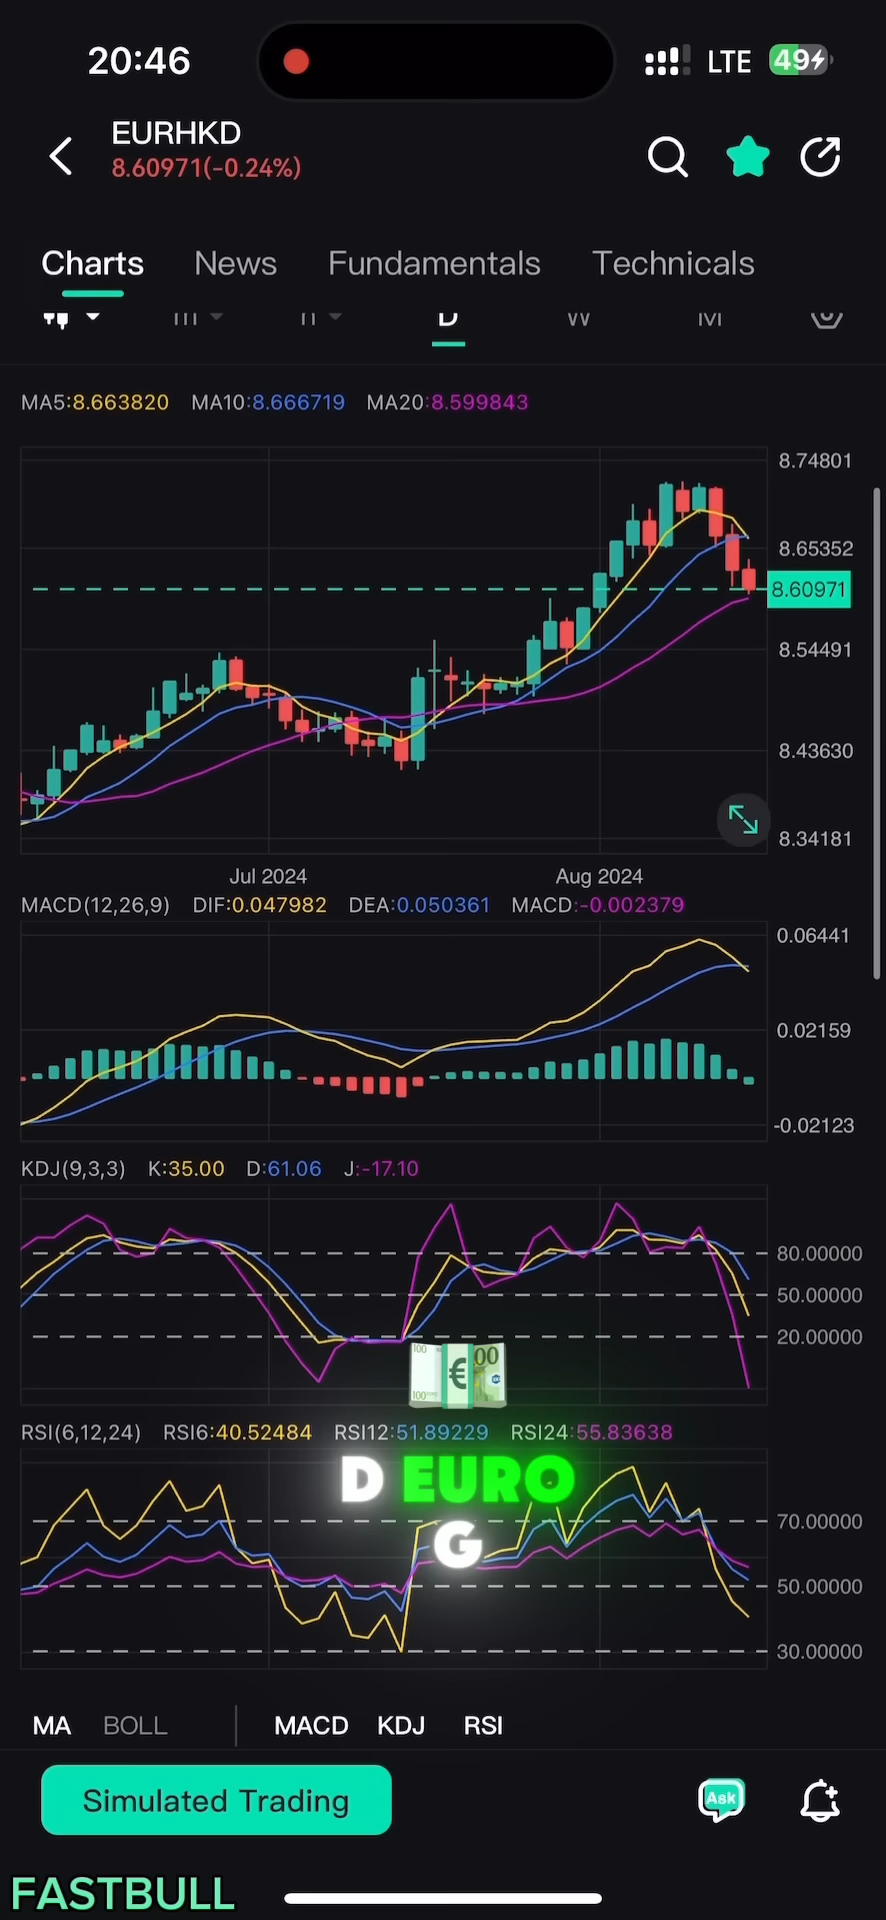 20:46
LTE 49
EURHKD
8.60971(-0.24%)
Charts News Fundamentals Technicals
D W M
MA5:8.663820 MA10:8.666719 MA20:8.599843
8.74801
8.65352
8.60971
8.54491
8.43630
8.34181
Jul 2024 Aug 2024
MACD(12,26,9) DIF:0.047982 DEA:0.050361 MACD:-0.002379
0.06441
0.02159
-0.02123
KDJ(9,3,3) K:35.00 D:61.06 J:-17.10
80.00000
50.00000
20.00000
RSI(6,12,24) RSI6:40.52484 RSI12:51.89229 RSI24:55.83638
D EURO
G
70.00000
50.00000
30.00000
MA BOLL MACD KDJ RSI
Simulated Trading
Ask
FASTBULL